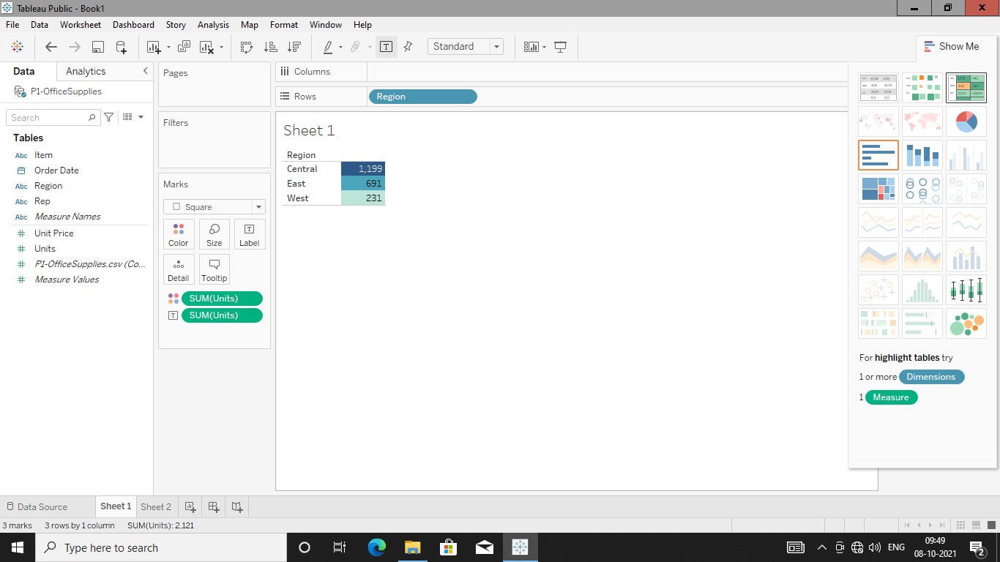 Tableau Public - Book1
File Data Worksheet Dashboard Story Analysis Map Format Window Help
Standard
Show Me
Data Analytics
P1-OfficeSupplies
Search
Tables
Abc Item
Order Date
Abc Region
Abc Rep
Abc Measure Names
Unit Price
Units
P1-OfficeSupplies.csv (Co...
Measure Values
Pages
Filters
Marks
Square
Color Size Label
Detail Tooltip
SUM(Units)
SUM(Units)
Columns
Rows Region
Sheet 1
Region
Central 1,199
East 691
West 231
For highlight tables try
1 or more Dimensions
1 Measure
Data Source Sheet 1 Sheet 2
3 marks 3 rows by 1 column SUM(Units): 2,121
Type here to search
ENG
09:49
08-10-2021
2